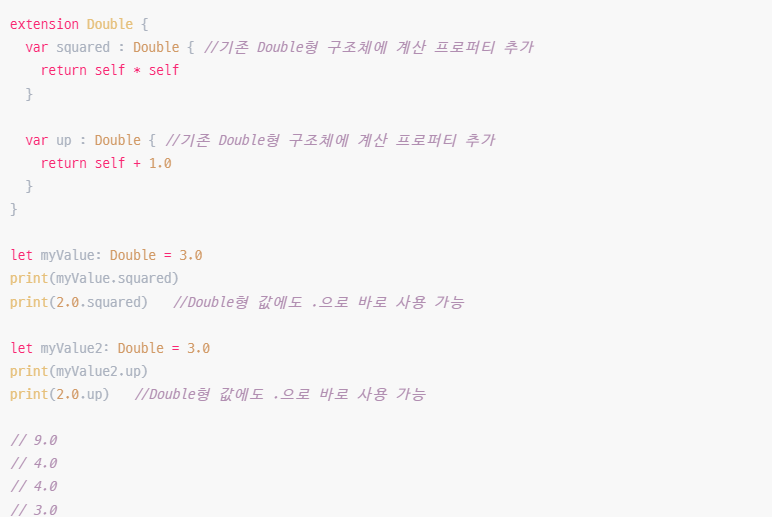 extension Double {
  var squared : Double { //기존 Double형 구조체에 계산 프로퍼티 추가
    return self * self
  }

  var up : Double { //기존 Double형 구조체에 계산 프로퍼티 추가
    return self + 1.0
  }
}

let myValue: Double = 3.0
print(myValue.squared)
print(2.0.squared)   //Double형 값에도 .으로 바로 사용 가능

let myValue2: Double = 3.0
print(myValue2.up)
print(2.0.up)   //Double형 값에도 .으로 바로 사용 가능

// 9.0
// 4.0
// 4.0
// 3.0